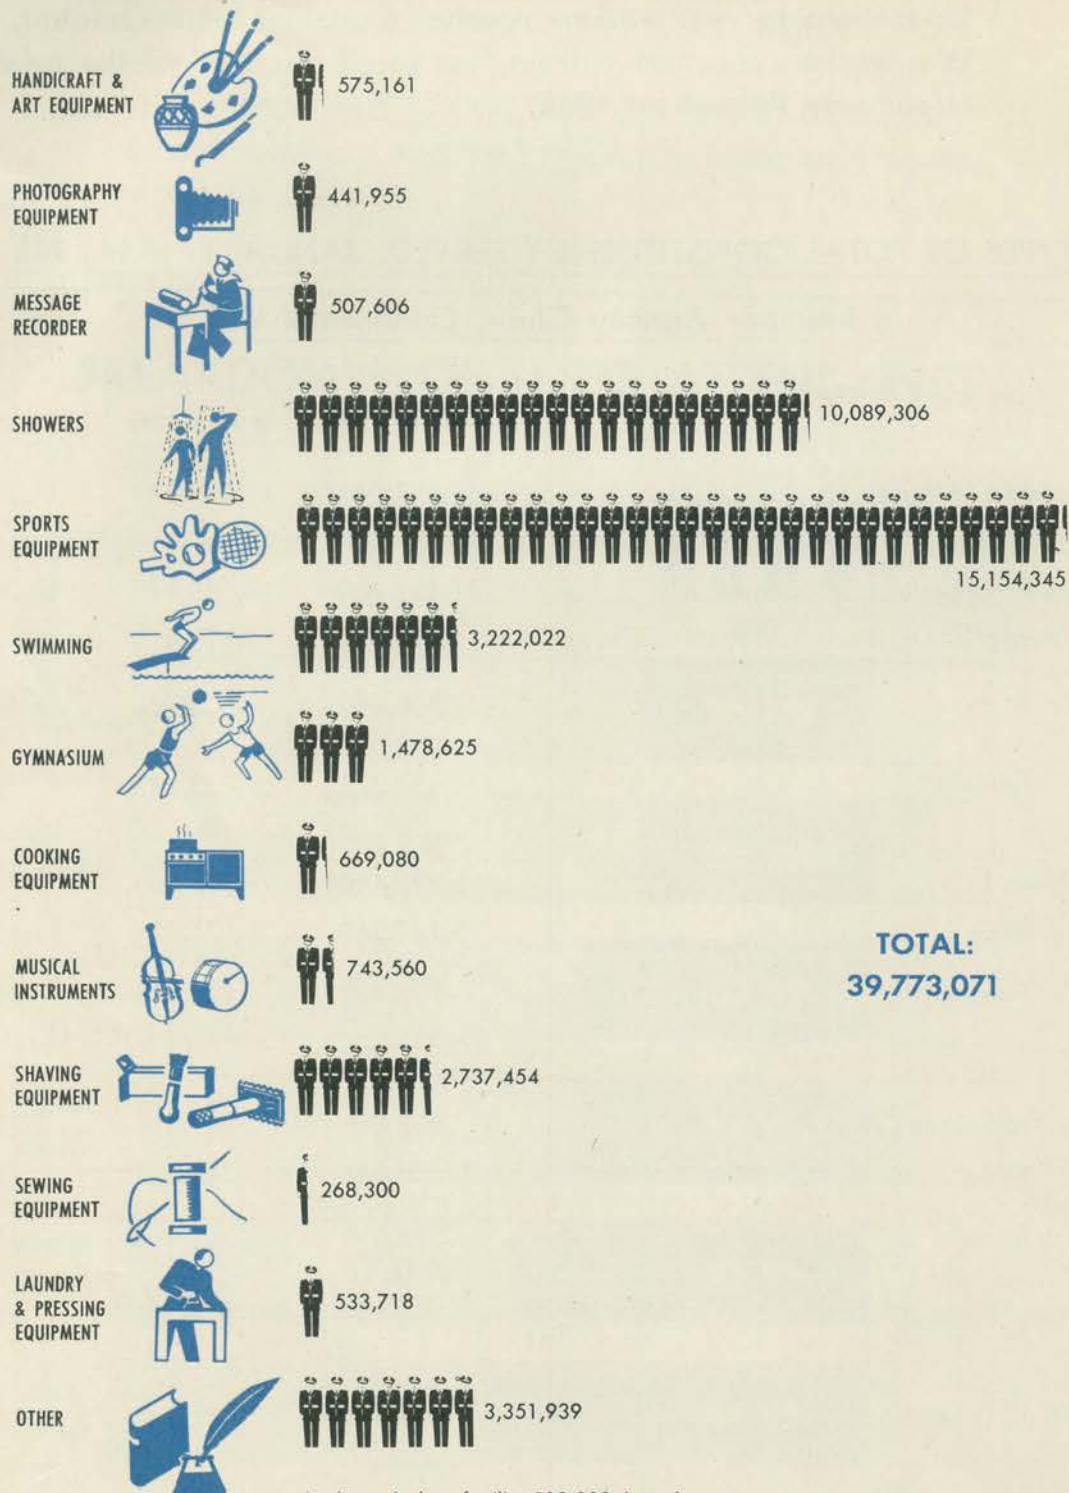 HANDICRAFT &
ART EQUIPMENT
575,161
PHOTOGRAPHY
EQUIPMENT
441,955
MESSAGE
RECORDER
507,606
SHOWERS
10,089,306
SPORTS
EQUIPMENT
15,154,345
SWIMMING
3,222,022
GYMNASIUM
1,478,625
COOKING
EQUIPMENT
669,080
MUSICAL
INSTRUMENTS
743,560
TOTAL:
39,773,071
SHAVING
EQUIPMENT
2,737,454
SEWING
EQUIPMENT
268,300
LAUNDRY
& PRESSING
EQUIPMENT
533,718
OTHER
3,351,939